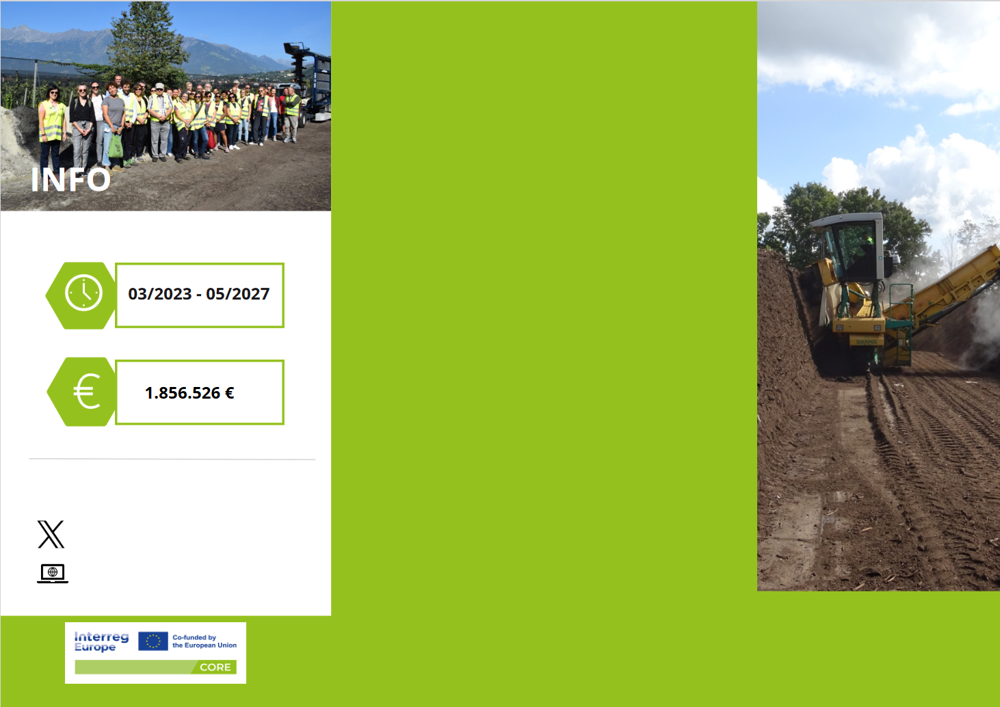 INFO
03/2023 - 05/2027
€
1.856.526 €
Interreg
Europe
Co-funded by
the European Union
CORE